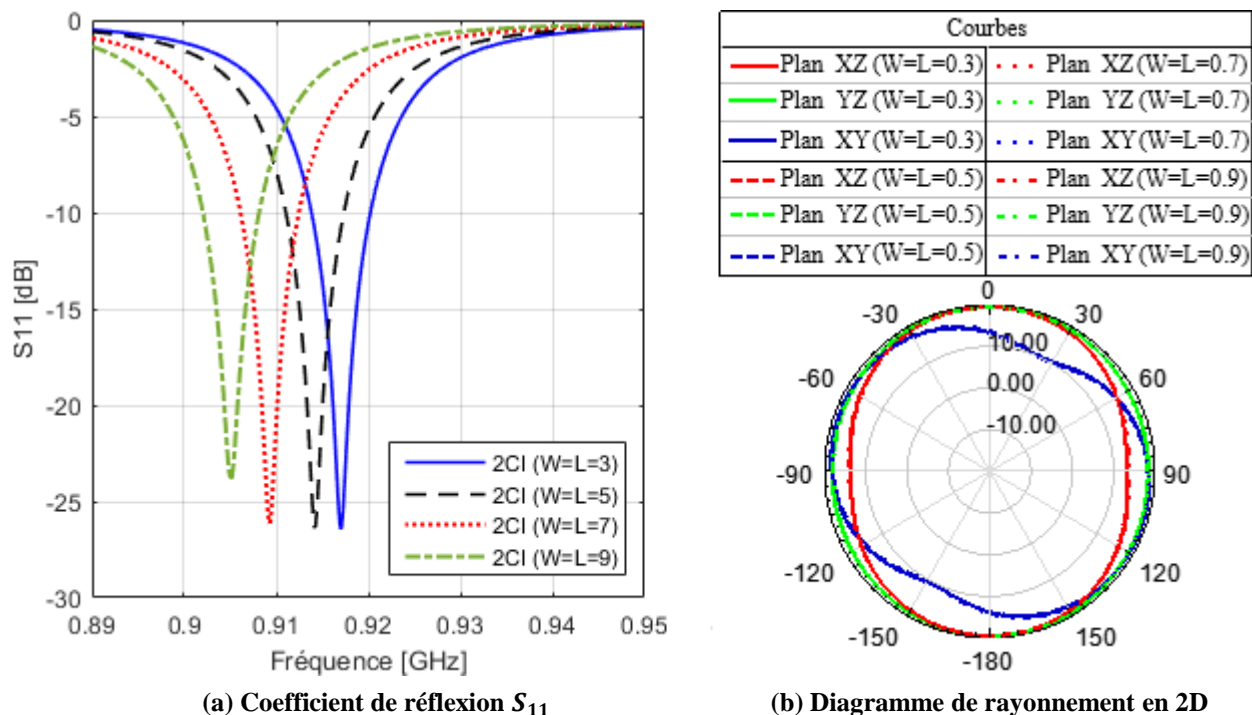 0
-5
-10
-15
-20
-25
-30
S11 [dB]
0.89 0.9 0.91 0.92 0.93 0.94 0.95
Fréquence [GHz]
2CI (W=L=3)
2CI (W=L=5)
2CI (W=L=7)
2CI (W=L=9)
(a) Coefficient de réflexion S11
Courbes
Plan XZ (W=L=0.3) Plan XZ (W=L=0.7)
Plan YZ (W=L=0.3) Plan YZ (W=L=0.7)
Plan XY (W=L=0.3) Plan XY (W=L=0.7)
Plan XZ (W=L=0.5) Plan XZ (W=L=0.9)
Plan YZ (W=L=0.5) Plan YZ (W=L=0.9)
Plan XY (W=L=0.5) Plan XY (W=L=0.9)
0
-30 30
10.00
-60 0.00 60
-10.00
-90 90
-120 120
-150 150
-180
(b) Diagramme de rayonnement en 2D